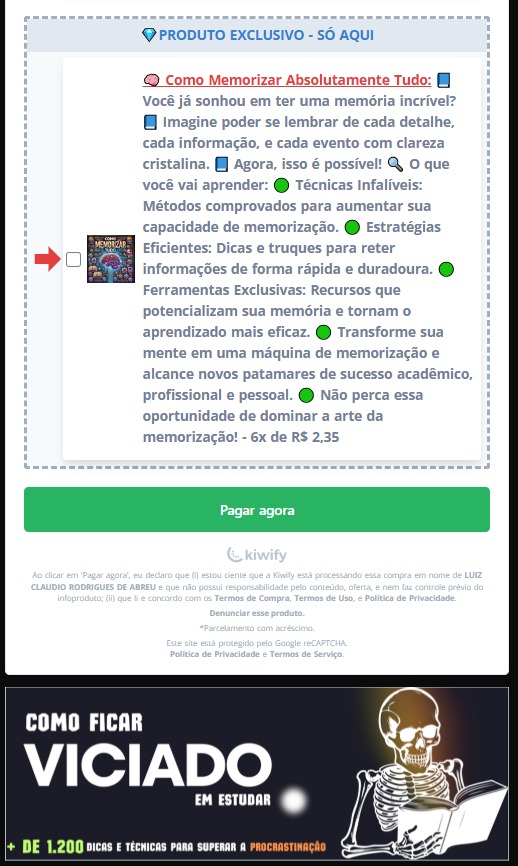 💎PRODUTO EXCLUSIVO - SÓ AQUI
🧠 Como Memorizar Absolutamente Tudo: 📘
Você já sonhou em ter uma memória incrível?
📘 Imagine poder se lembrar de cada detalhe,
cada informação, e cada evento com clareza
cristalina. 📘 Agora, isso é possível! 🔍 O que
você vai aprender: 🟢 Técnicas Infalíveis:
Métodos comprovados para aumentar sua
capacidade de memorização. 🟢 Estratégias
Eficientes: Dicas e truques para reter
informações de forma rápida e duradoura. 🟢
Ferramentas Exclusivas: Recursos que
potencializam sua memória e tornam o
aprendizado mais eficaz. 🟢 Transforme sua
mente em uma máquina de memorização e
alcance novos patamares de sucesso acadêmico,
profissional e pessoal. 🟢 Não perca essa
oportunidade de dominar a arte da
memorização! - 6x de R$ 2,35
COMO
MEMORIZAR
TUDO
Pagar agora
kiwify
Ao clicar em 'Pagar agora', eu declaro que (i) estou ciente que a Kiwify está processando essa compra em nome de LUIZ
CLAUDIO RODRIGUES DE ABREU e que não possui responsabilidade pelo conteúdo, oferta, e nem faz controle prévio do
infoproduto; (ii) que li e concordo com os Termos de Compra, Termos de Uso, e Política de Privacidade.
Denunciar esse produto.
*Parcelamento com acréscimo.
Este site está protegido pelo Google reCAPTCHA.
Política de Privacidade e Termos de Serviço.
COMO FICAR
VICIADO
EM ESTUDAR
+ DE 1.200 DICAS E TÉCNICAS PARA SUPERAR A PROCRASTINAÇÃO